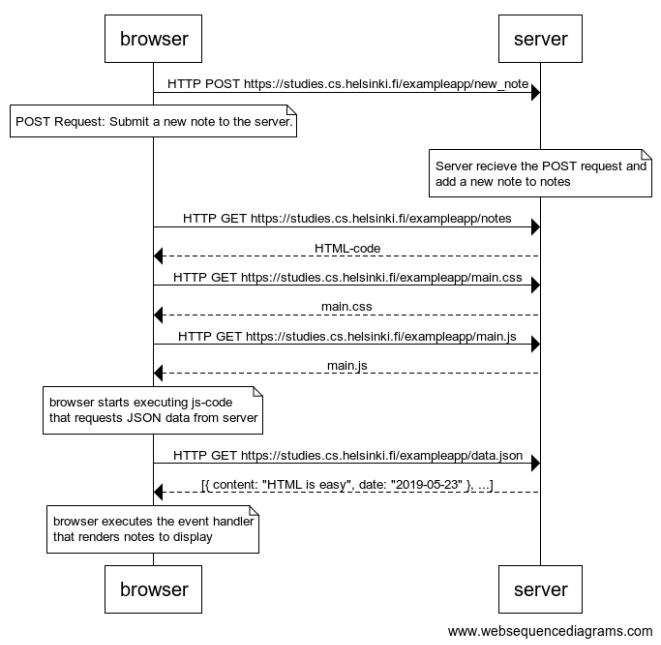 browser
server
HTTP POST https://studies.cs.helsinki.fi/exampleapp/new_note
POST Request: Submit a new note to the server.
Server recieve the POST request and
add a new note to notes
HTTP GET https://studies.cs.helsinki.fi/exampleapp/notes
HTML-code
HTTP GET https://studies.cs.helsinki.fi/exampleapp/main.css
main.css
HTTP GET https://studies.cs.helsinki.fi/exampleapp/main.js
main.js
browser starts executing js-code
that requests JSON data from server
HTTP GET https://studies.cs.helsinki.fi/exampleapp/data.json
[{ content: "HTML is easy", date: "2019-05-23" }, ...]
browser executes the event handler
that renders notes to display
browser
server
www.websequencediagrams.com